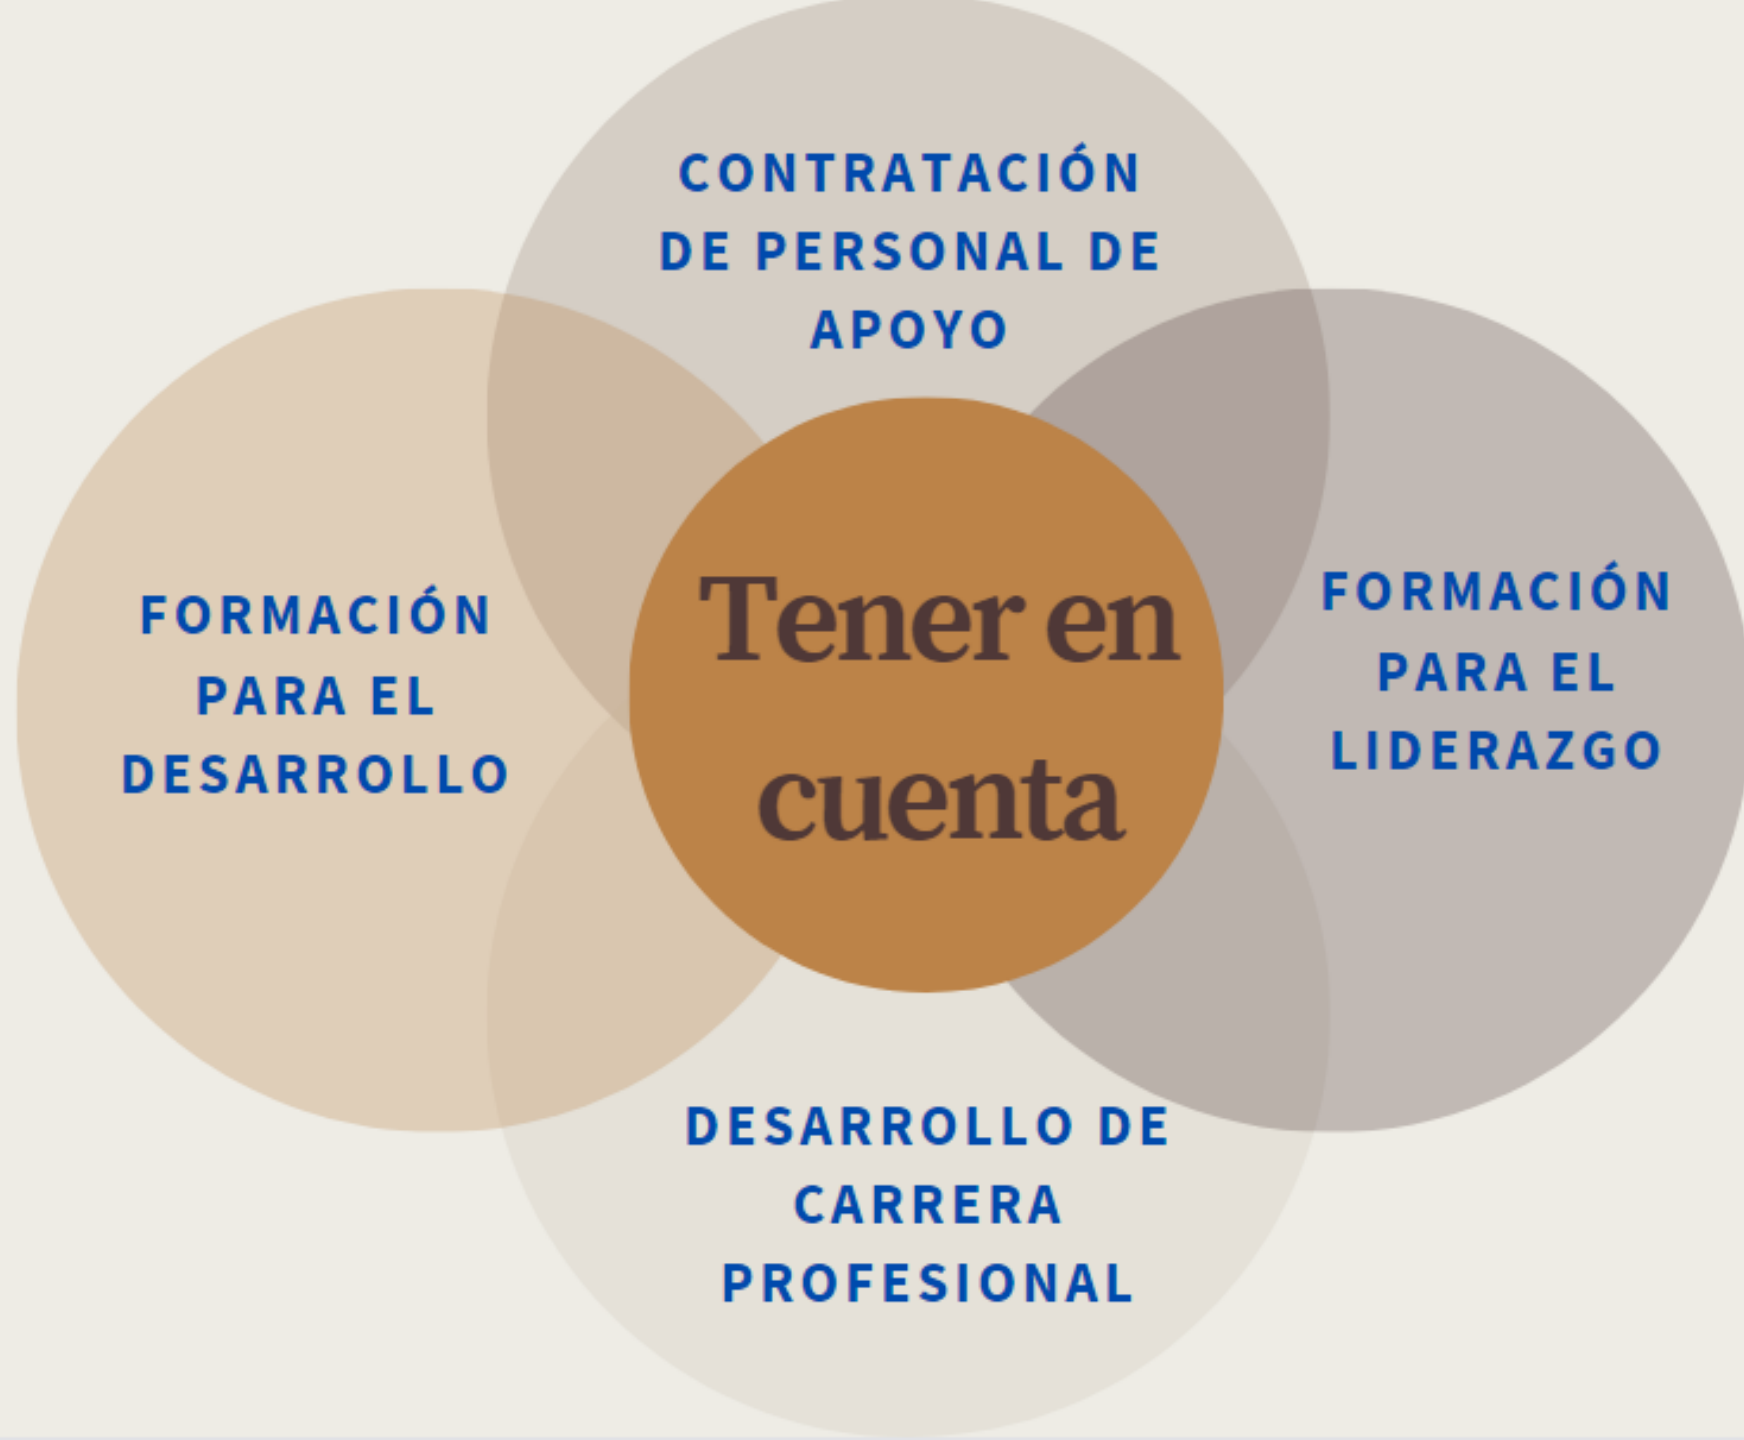 CONTRATACIÓN
DE PERSONAL DE
APOYO
FORMACIÓN
PARA EL
DESARROLLO
Tener en
cuenta
FORMACIÓN
PARA EL
LIDERAZGO
DESARROLLO DE
CARRERA
PROFESIONAL